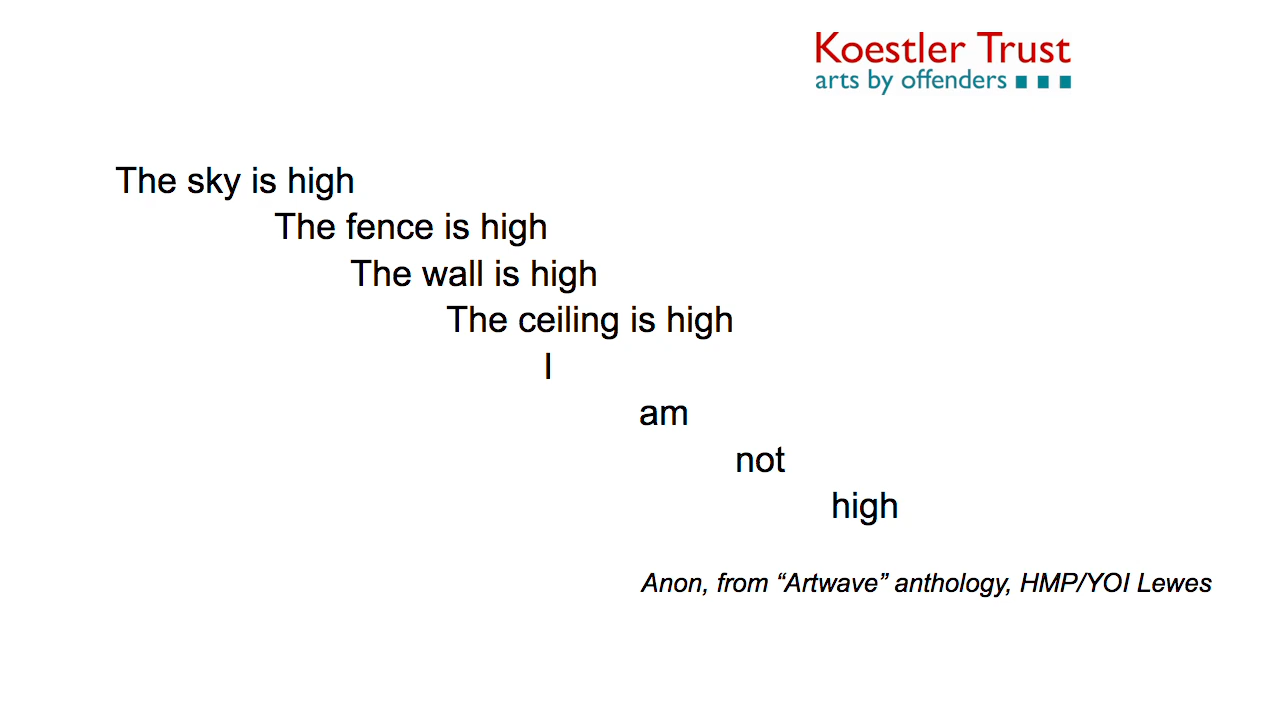 Koestler Trust
arts by offenders
The sky is high
The fence is high
The wall is high
The ceiling is high
I
am
not
high
Anon, from “Artwave” anthology, HMP/YOI Lewes